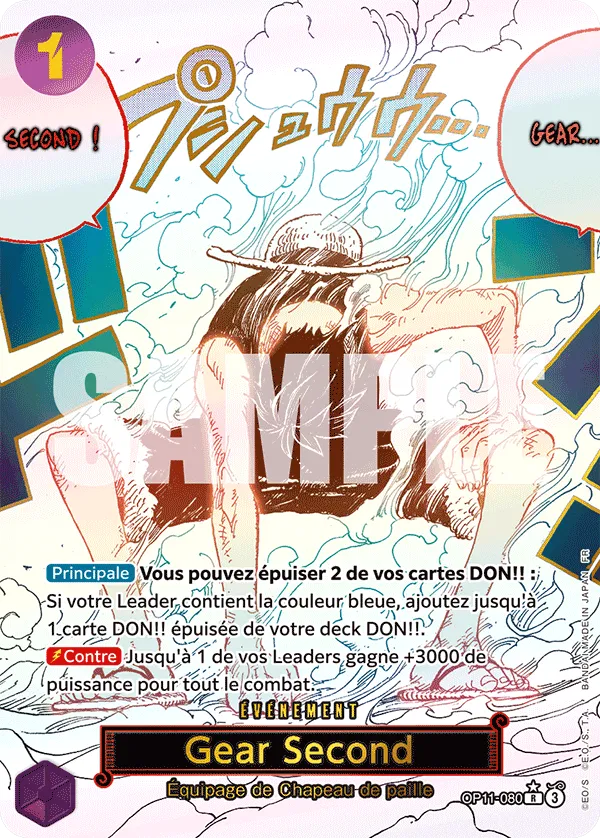 1
SECOND !
GEAR...
プシュウウ...
SAMPLE
Principale Vous pouvez épuiser 2 de vos cartes DON!! :
Si votre Leader contient la couleur bleue, ajoutez jusqu'à
1 carte DON!! épuisée de votre deck DON!!.
Contre Jusqu'à 1 de vos Leaders gagne +3000 de
puissance pour tout le combat.
ÉVÉNEMENT
Gear Second
Équipage de Chapeau de paille
OP11-080 R 3
©E.O/S ©E.O./S.,T.A. BANDAI MADE IN JAPAN FR